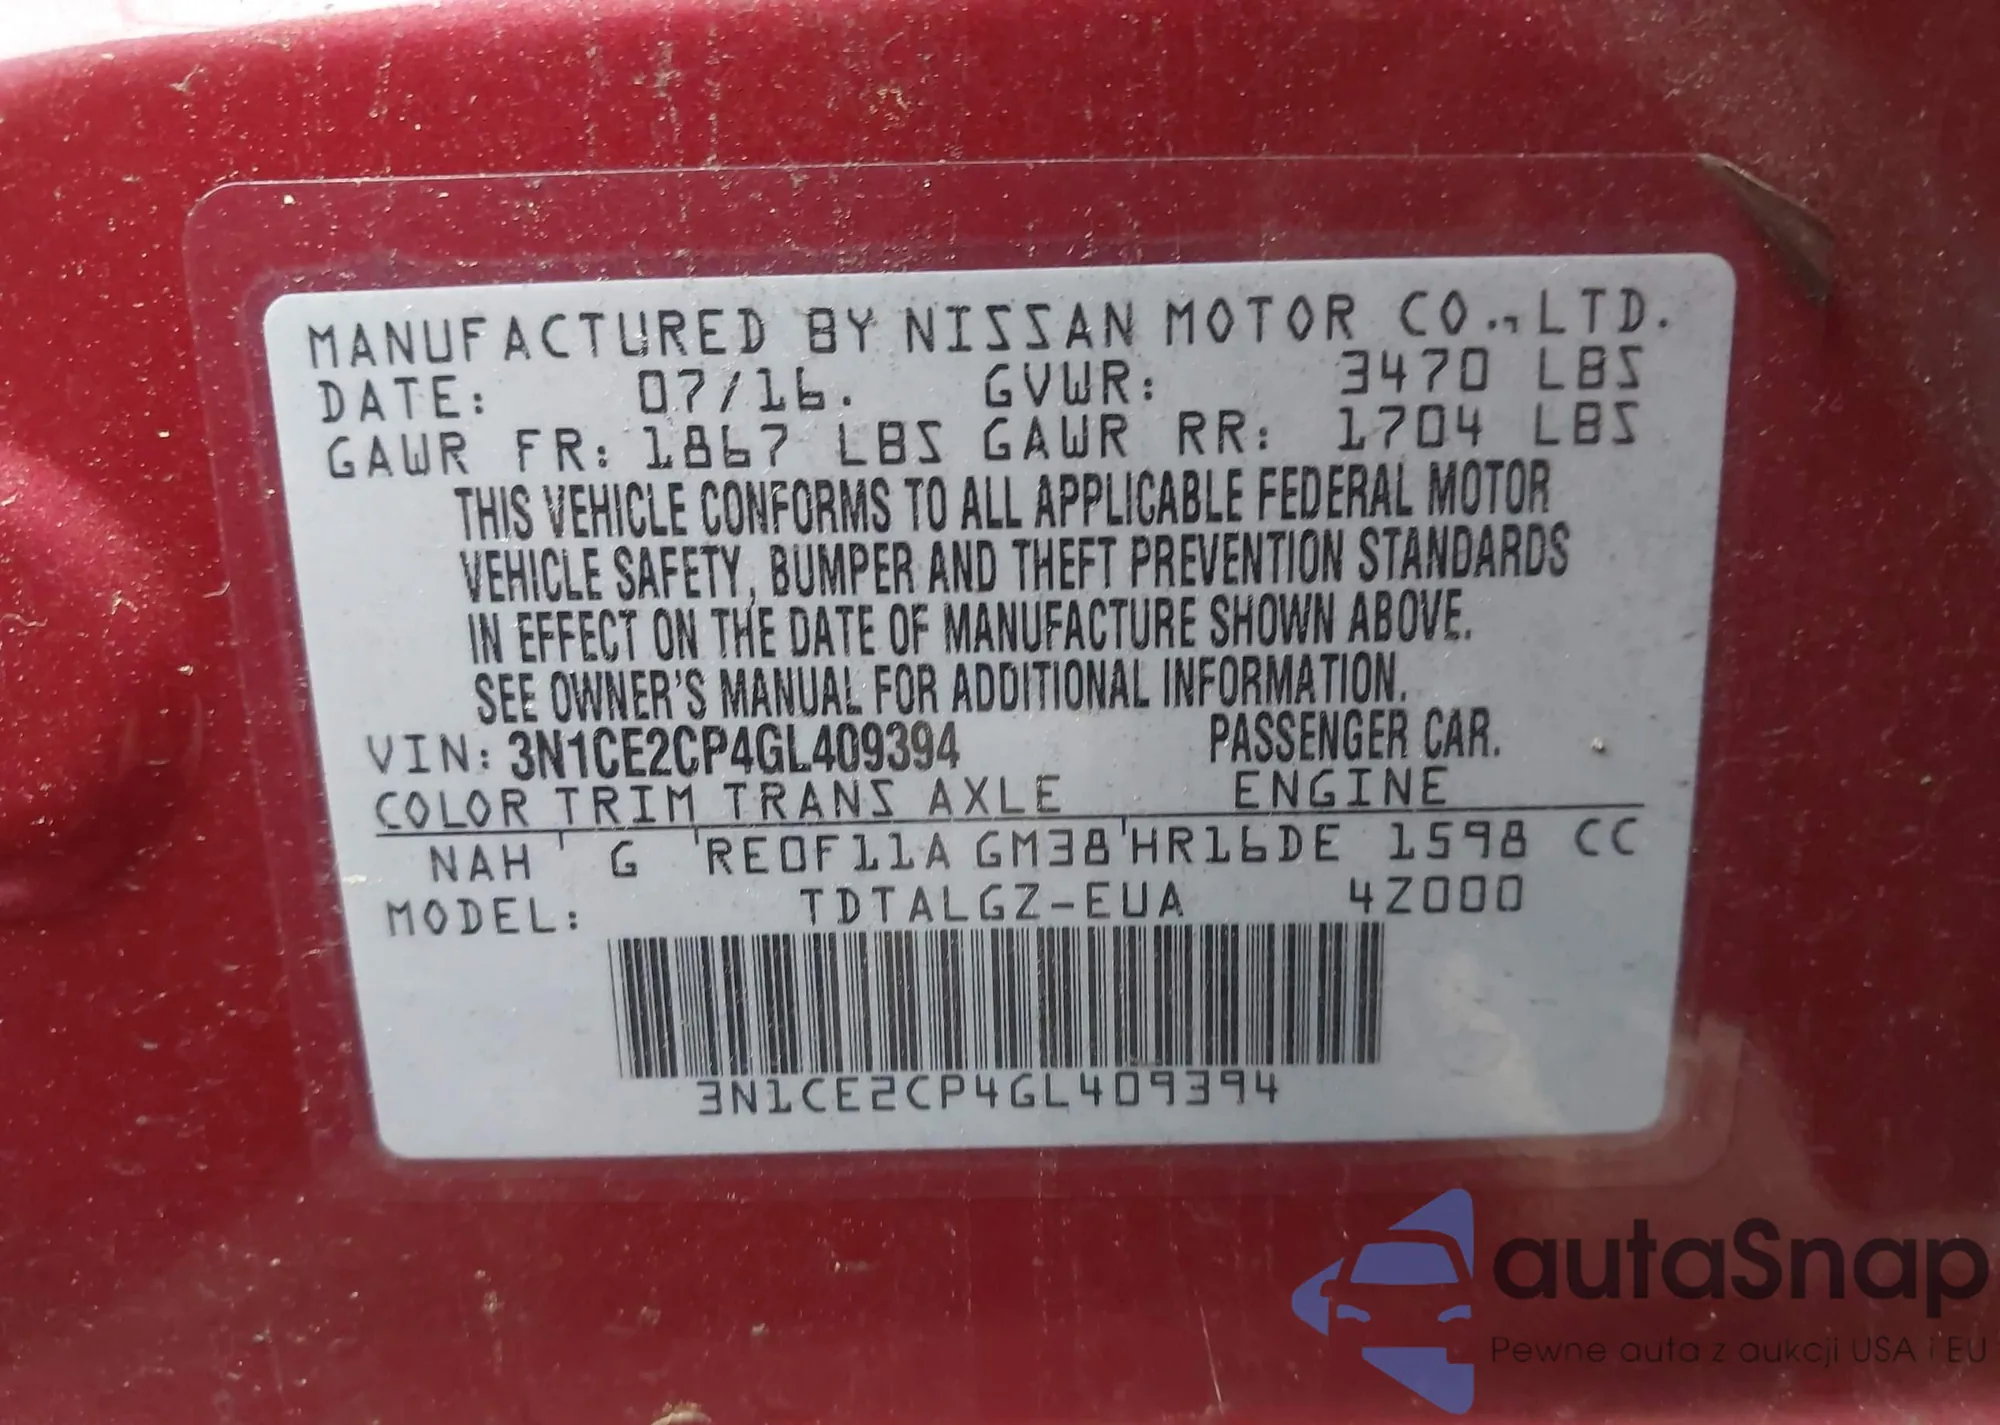 MANUFACTURED BY NISSAN MOTOR CO., LTD.
DATE: 07/16. GVWR: 3470 LBS
GAWR FR: 1867 LBS GAWR RR: 1704 LBS
THIS VEHICLE CONFORMS TO ALL APPLICABLE FEDERAL MOTOR
VEHICLE SAFETY, BUMPER AND THEFT PREVENTION STANDARDS
IN EFFECT ON THE DATE OF MANUFACTURE SHOWN ABOVE.
SEE OWNER'S MANUAL FOR ADDITIONAL INFORMATION.
VIN: 3N1CE2CP4GL409394 PASSENGER CAR.
COLOR TRIM TRANS AXLE ENGINE
NAH G RE0F11A GM38 HR16DE 1598 CC
MODEL: TDTALGZ-EUA 4Z000
3N1CE2CP4GL409394
autaSnap
Pewne auta z aukcji USA i EU